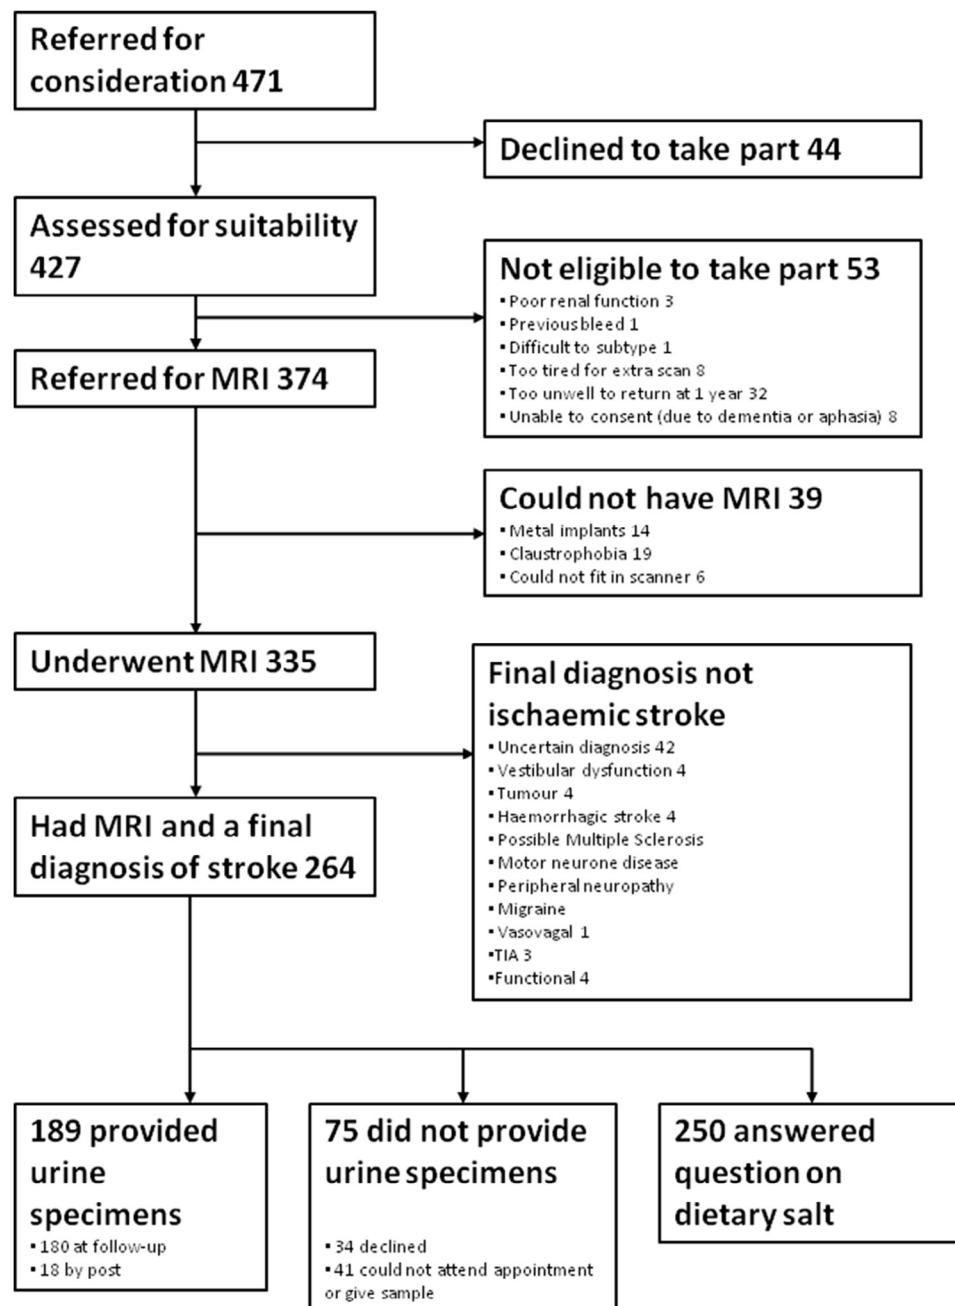 Referred for
consideration 471
Declined to take part 44
Assessed for suitability
427
Not eligible to take part 53
▪ Poor renal function 3
▪ Previous bleed 1
▪ Difficult to subtype 1
▪ Too tired for extra scan 8
▪ Too unwell to return at 1 year 32
▪ Unable to consent (due to dementia or aphasia) 8
Referred for MRI 374
Could not have MRI 39
▪ Metal implants 14
▪ Claustrophobia 19
▪ Could not fit in scanner 6
Underwent MRI 335
Final diagnosis not
ischaemic stroke
▪ Uncertain diagnosis 42
▪ Vestibular dysfunction 4
▪ Tumour 4
▪ Haemorrhagic stroke 4
▪ Possible Multiple Sclerosis
▪ Motor neurone disease
▪ Peripheral neuropathy
▪ Migraine
▪ Vasovagal 1
▪ TIA 3
▪ Functional 4
Had MRI and a final
diagnosis of stroke 264
189 provided
urine
specimens
▪ 180 at follow-up
▪ 18 by post
75 did not provide
urine specimens
▪ 34 declined
▪ 41 could not attend appointment
or give sample
250 answered
question on
dietary salt